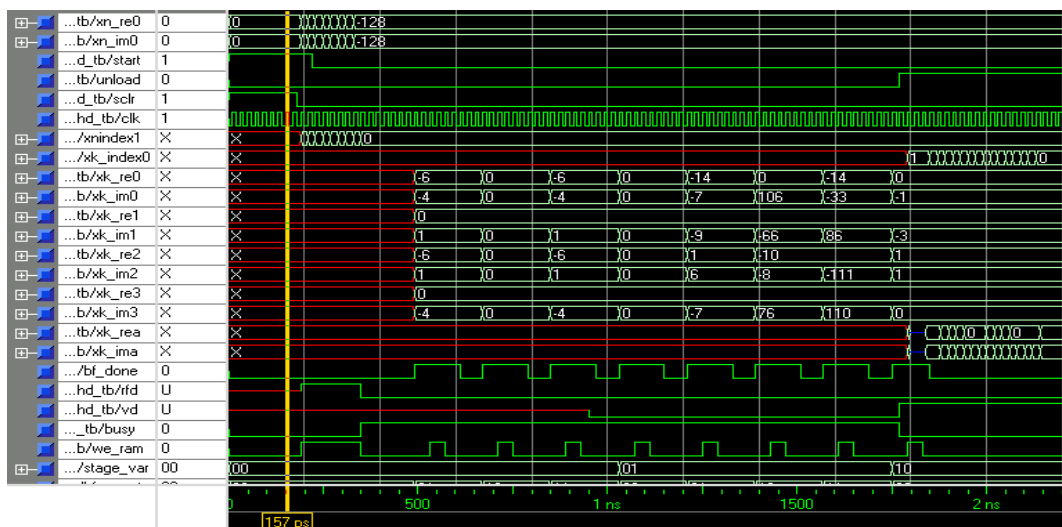 ...tb/xn_re0 0 0 -128
...b/xn_im0 0 0 -128
...d_tb/start 1
...tb/unload 0
...d_tb/sclr 1
...hd_tb/clk 1
.../xnindex1 X X 0
.../xk_index0 X X 1 0
...tb/xk_re0 X X -6 0 -6 0 -14 0 -14 0
...b/xk_im0 X X -4 0 -4 0 -7 106 -33 -1
...tb/xk_re1 X X 0
...b/xk_im1 X X 1 0 1 0 -9 -66 86 -3
...tb/xk_re2 X X -6 0 -6 0 1 -10 1
...b/xk_im2 X X 1 0 1 0 6 -8 -111 1
...tb/xk_re3 X X 0
...b/xk_im3 X X -4 0 -4 0 -7 76 110 0
...tb/xk_rea X X 0 0
...b/xk_ima X X
.../bf_done 0
...hd_tb/rfd U
...hd_tb/vd U
..._tb/busy 0
...b/we_ram 0
.../stage_var 00 00 01 10
500 1 ns 1500 2 ns
157 ps